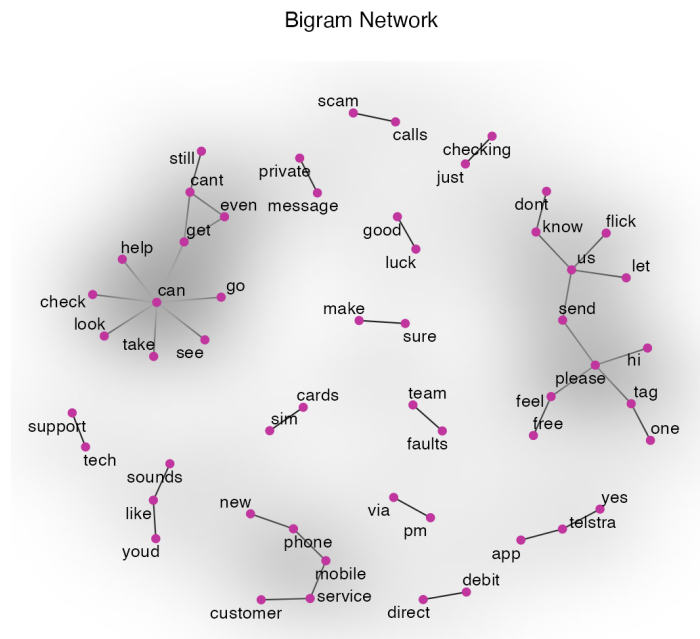 Bigram Network
scam
calls
checking
just
still
private
message
cant
even
get
dont
know
flick
good
luck
us
let
help
can
go
check
look
take
see
make
sure
send
hi
please
feel
tag
free
one
cards
sim
team
faults
support
tech
sounds
like
youd
new
phone
mobile
service
customer
via
pm
yes
telstra
app
debit
direct